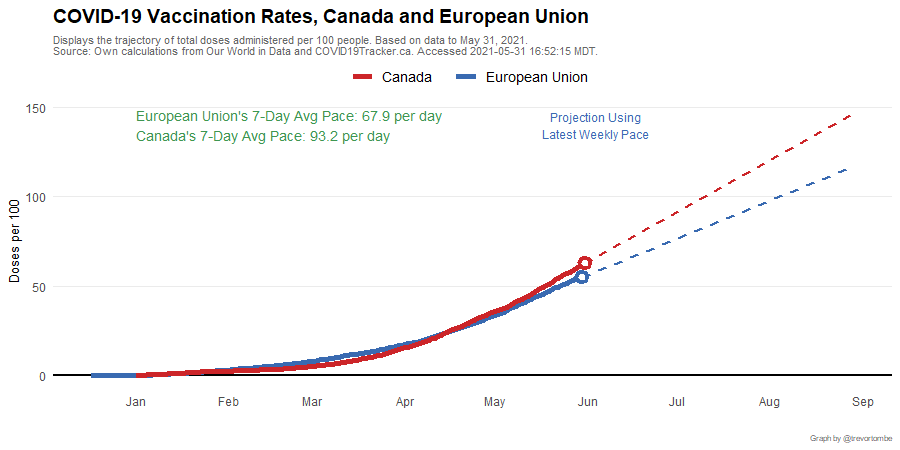 COVID-19 Vaccination Rates, Canada and European Union
Displays the trajectory of total doses administered per 100 people. Based on data to May 31, 2021.
Source: Own calculations from Our World in Data and COVID19Tracker.ca. Accessed 2021-05-31 16:52:15 MDT.
Canada
European Union
European Union's 7-Day Avg Pace: 67.9 per day
Canada's 7-Day Avg Pace: 93.2 per day
Projection Using
Latest Weekly Pace
Doses per 100
150
100
50
0
Jan Feb Mar Apr May Jun Jul Aug Sep
Graph by @trevortombe